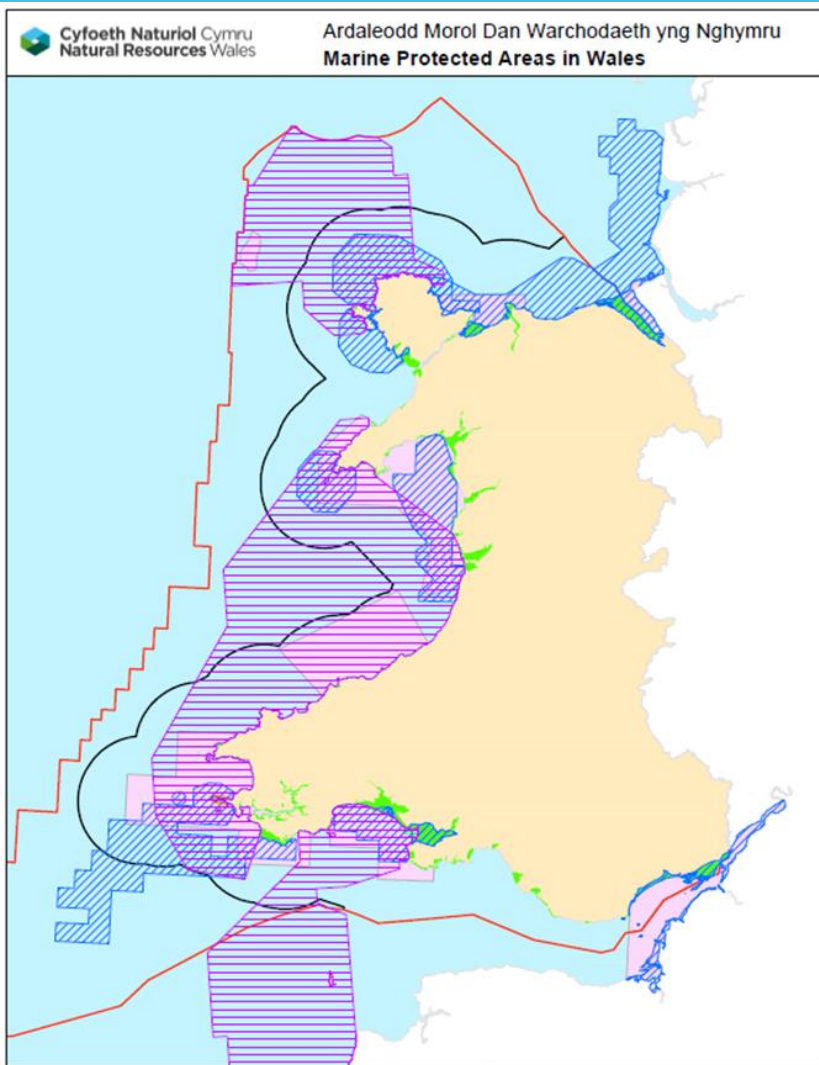 Cyfoeth Naturiol Cymru
Natural Resources Wales
Ardaleodd Morol Dan Warchodaeth yng Nghymru
Marine Protected Areas in Wales